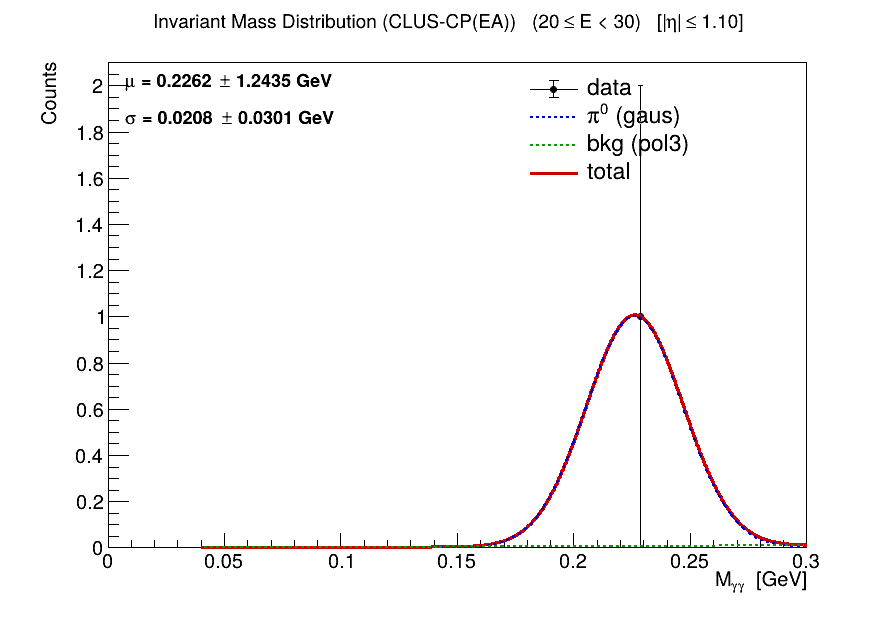 Invariant Mass Distribution (CLUS-CP(EA)) (20 ≤ E < 30) [|η| ≤ 1.10]
Counts
μ = 0.2262 ± 1.2435 GeV
σ = 0.0208 ± 0.0301 GeV
data
π⁰ (gaus)
bkg (pol3)
total
2
1.8
1.6
1.4
1.2
1
0.8
0.6
0.4
0.2
0
0 0.05 0.1 0.15 0.2 0.25 0.3
M_γγ [GeV]